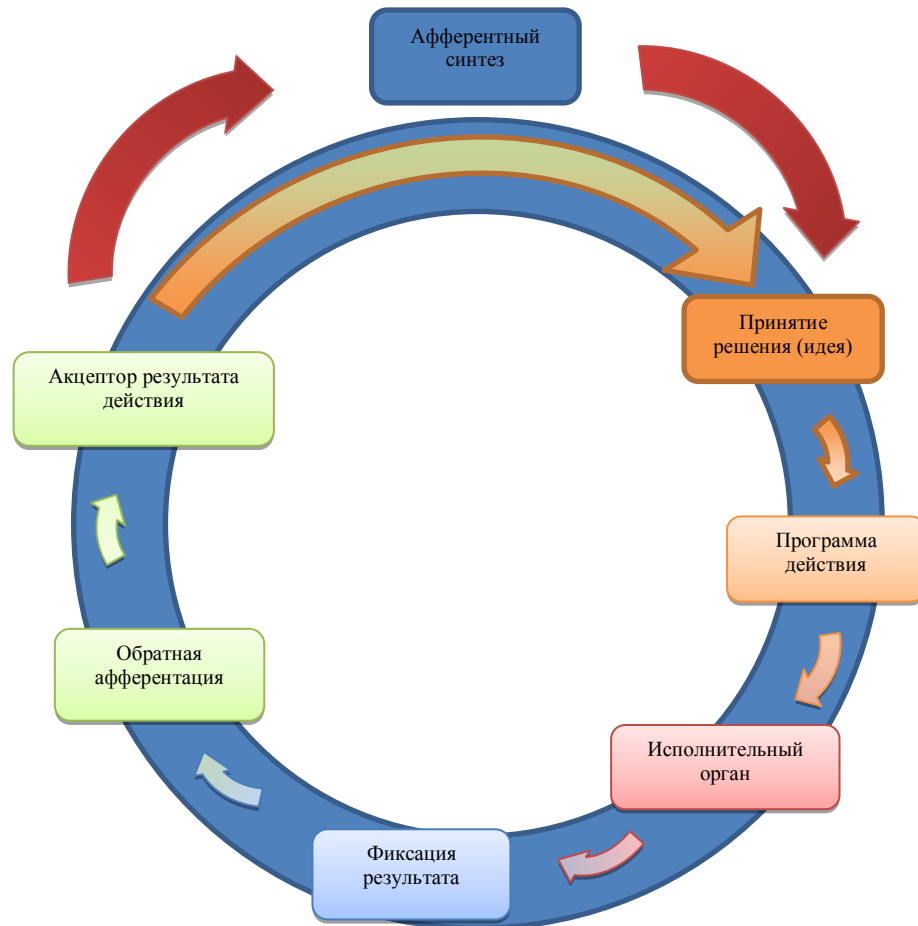 Афферентный
синтез
Принятие
решения (идея)
Программа
действия
Исполнительный
орган
Фиксация
результата
Обратная
афферентация
Акцептор результата
действия